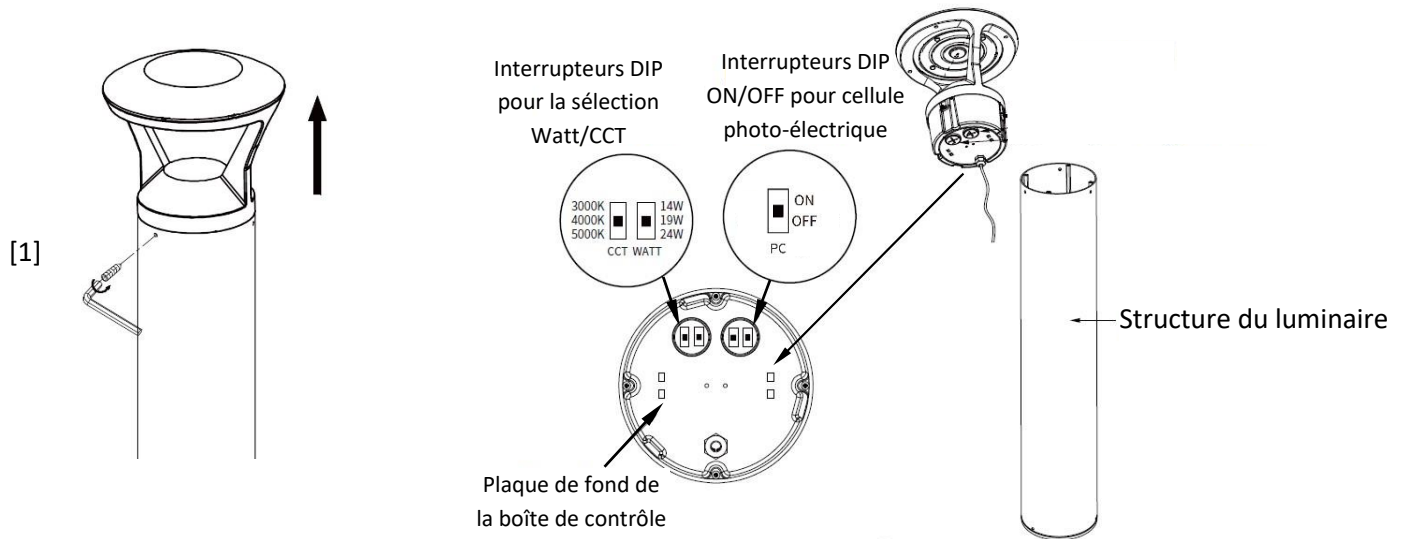 [1]
Interrupteurs DIP
pour la sélection
Watt/CCT
Interrupteurs DIP
ON/OFF pour cellule
photo-électrique
3000K 14W
4000K 19W
5000K 24W
CCT WATT
ON
OFF
PC
Structure du luminaire
Plaque de fond de
la boîte de contrôle